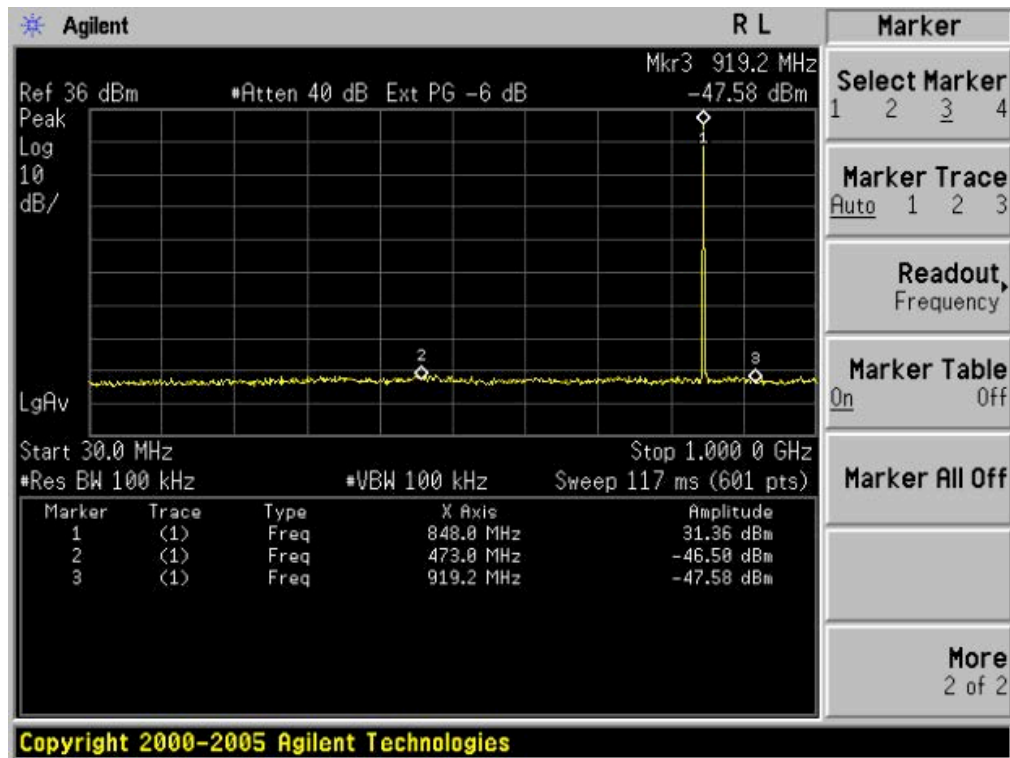 Agilent R L
Mkr3 919.2 MHz
Ref 36 dBm #Atten 40 dB Ext PG -6 dB -47.58 dBm
Peak
Log
10
dB/
1
2
3
LgAv
Start 30.0 MHz Stop 1.000 0 GHz
#Res BW 100 kHz #VBW 100 kHz Sweep 117 ms (601 pts)
Marker Trace Type X Axis Amplitude
1 (1) Freq 848.0 MHz 31.36 dBm
2 (1) Freq 473.0 MHz -46.50 dBm
3 (1) Freq 919.2 MHz -47.58 dBm
Marker
Select Marker
1 2 3 4
Marker Trace
Auto 1 2 3
Readout
Frequency
Marker Table
On Off
Marker All Off
More
2 of 2
Copyright 2000-2005 Agilent Technologies